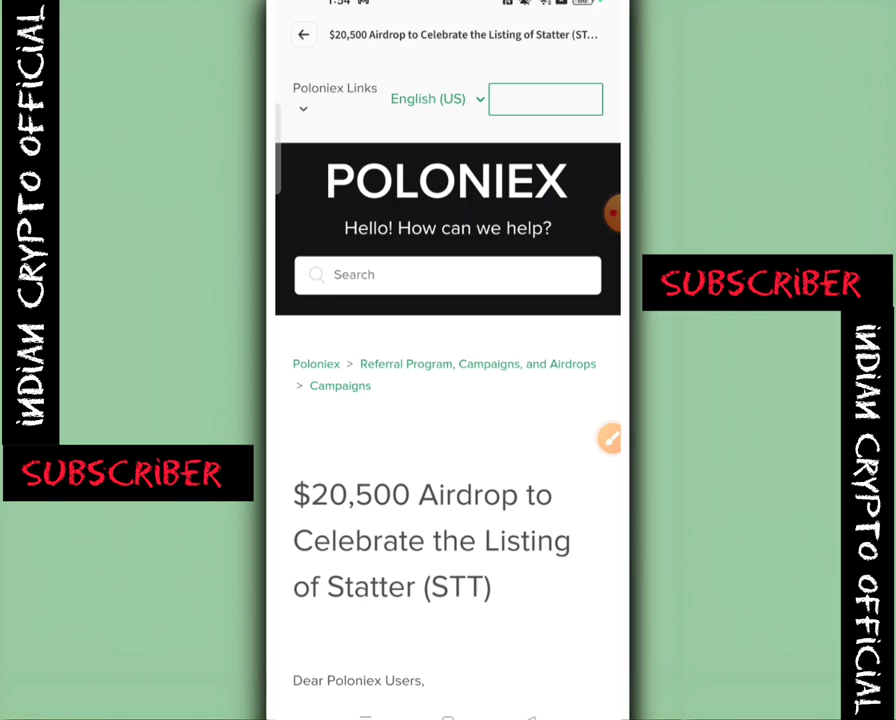 INDIAN CRYPTO OFFICIAL
SUBSCRIBER
1:54
$20,500 Airdrop to Celebrate the Listing of Statter (ST...
Poloniex Links
English (US)
POLONIEX
Hello! How can we help?
Search
Poloniex > Referral Program, Campaigns, and Airdrops
> Campaigns
$20,500 Airdrop to
Celebrate the Listing
of Statter (STT)
Dear Poloniex Users,
SUBSCRIBER
INDIAN CRYPTO OFFICIAL